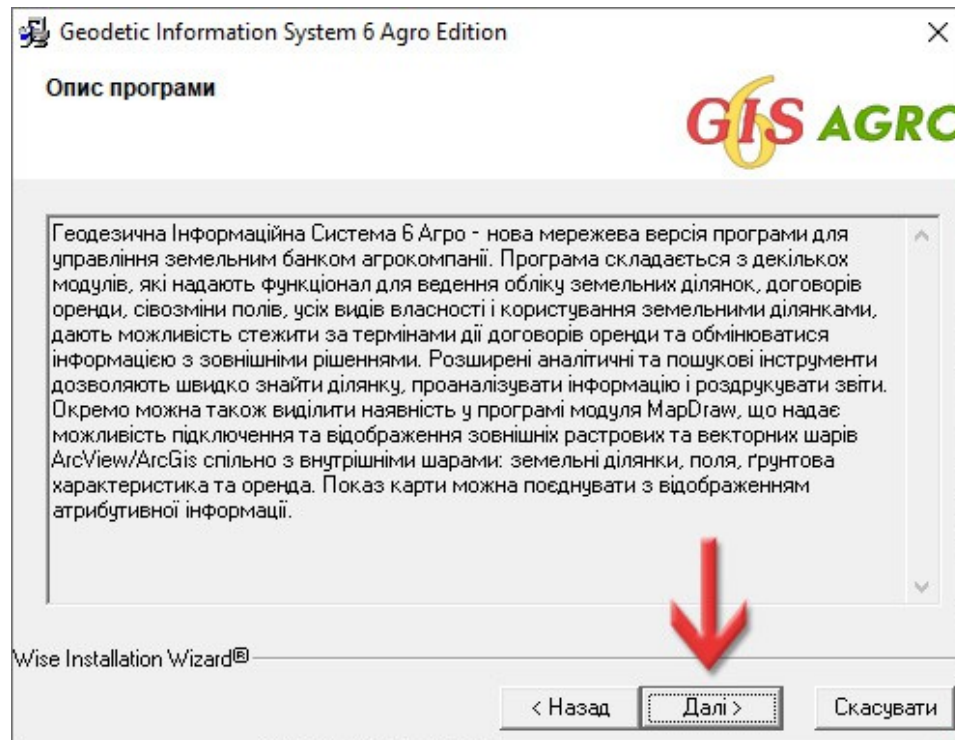 Geodetic Information System 6 Agro Edition
Опис програми
GIS 6 AGRO
Геодезична Інформаційна Система 6 Агро - нова мережева версія програми для
управління земельним банком агрокомпанії. Програма складається з декількох
модулів, які надають функціонал для ведення обліку земельних ділянок, договорів
оренди, сівозміни полів, усіх видів власності і користування земельними ділянками,
дають можливість стежити за термінами дії договорів оренди та обмінюватися
інформацією з зовнішніми рішеннями. Розширені аналітичні та пошукові інструменти
дозволяють швидко знайти ділянку, проаналізувати інформацію і роздрукувати звіти.
Окремо можна також виділити наявність у програмі модуля MapDraw, що надає
можливість підключення та відображення зовнішніх растрових та векторних шарів
ArcView/ArcGis спільно з внутрішніми шарами: земельні ділянки, поля, ґрунтова
характеристика та оренда. Показ карти можна поєднувати з відображенням
атрибутивної інформації.
Wise Installation Wizard®
< Назад Далі > Скасувати